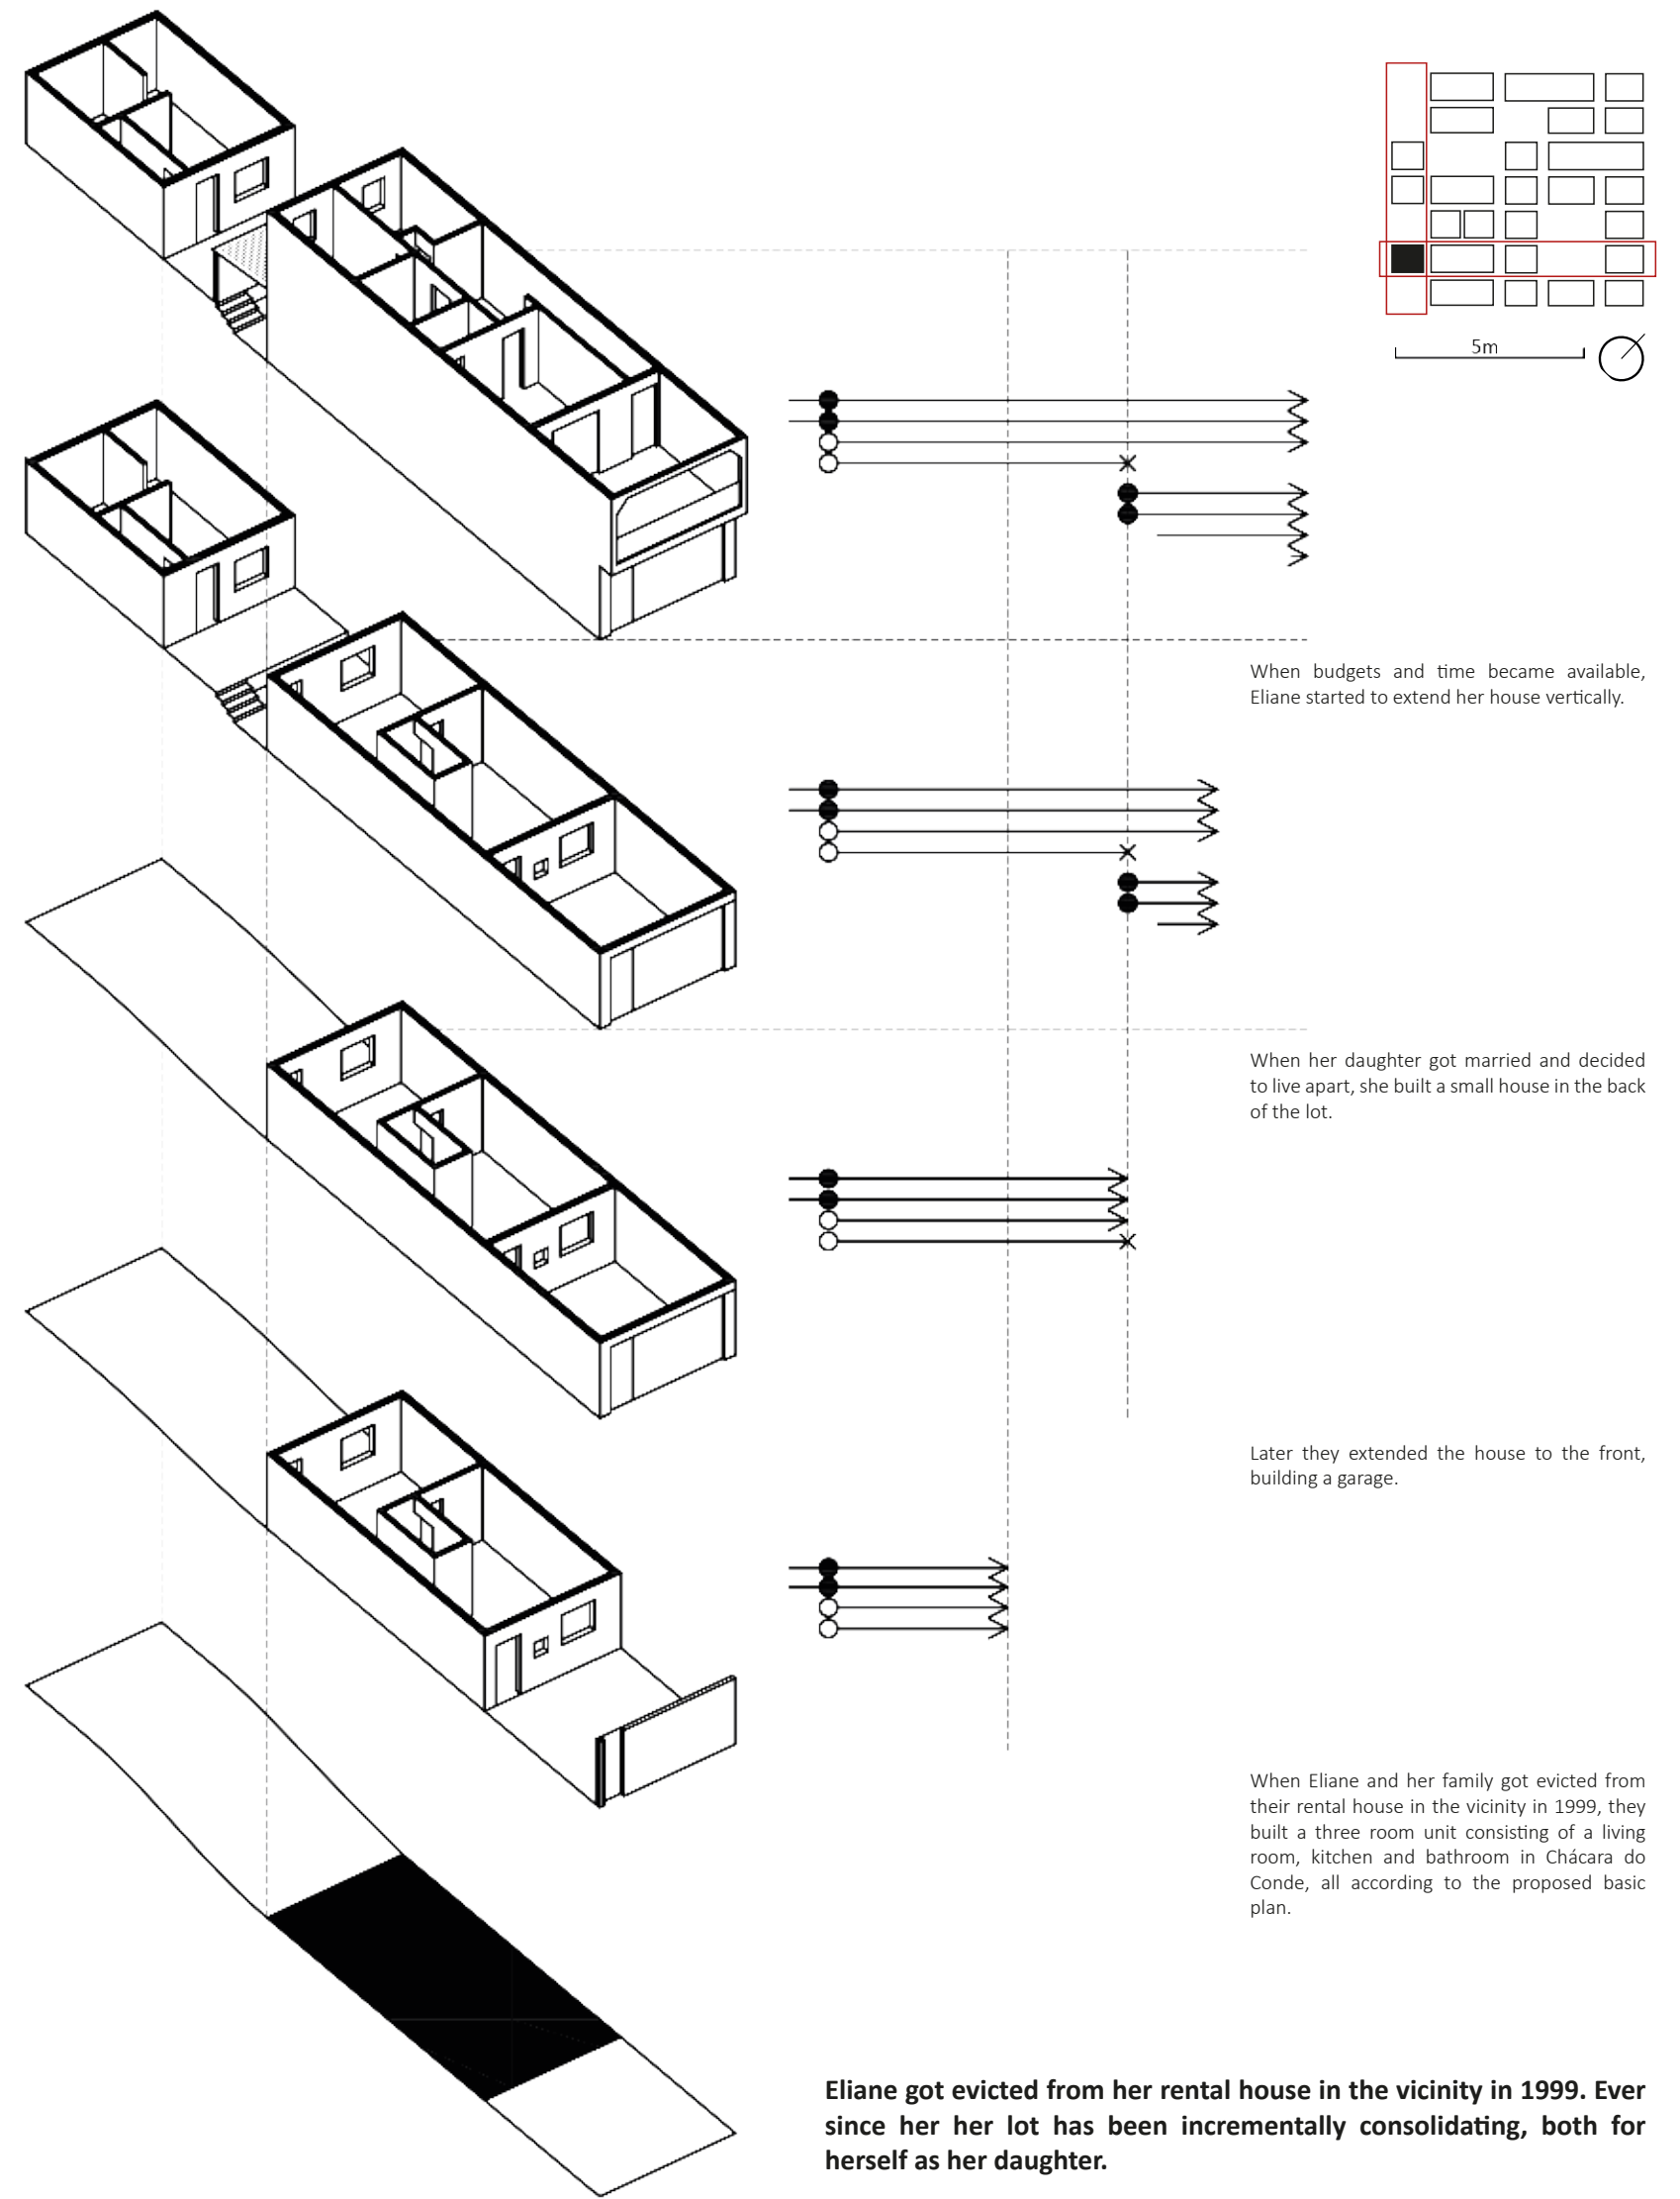 5m
When budgets and time became available,
Eliane started to extend her house vertically.
When her daughter got married and decided
to live apart, she built a small house in the back
of the lot.
Later they extended the house to the front,
building a garage.
When Eliane and her family got evicted from
their rental house in the vicinity in 1999, they
built a three room unit consisting of a living
room, kitchen and bathroom in Chácara do
Conde, all according to the proposed basic
plan.
Eliane got evicted from her rental house in the vicinity in 1999. Ever
since her her lot has been incrementally consolidating, both for
herself as her daughter.